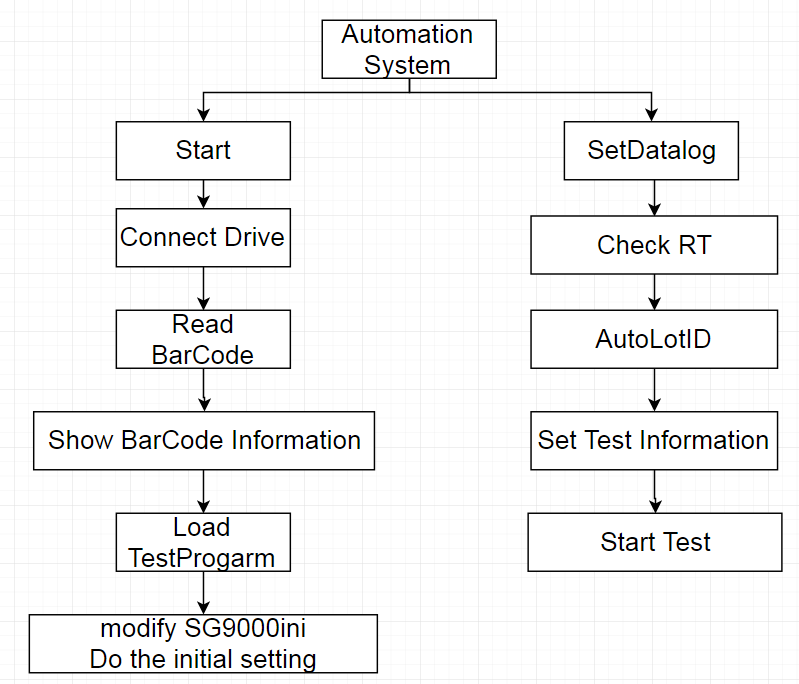 Automation
System
Start
Connect Drive
Read
BarCode
Show BarCode Information
Load
TestProgarm
modify SG9000ini
Do the initial setting
SetDatalog
Check RT
AutoLotID
Set Test Information
Start Test